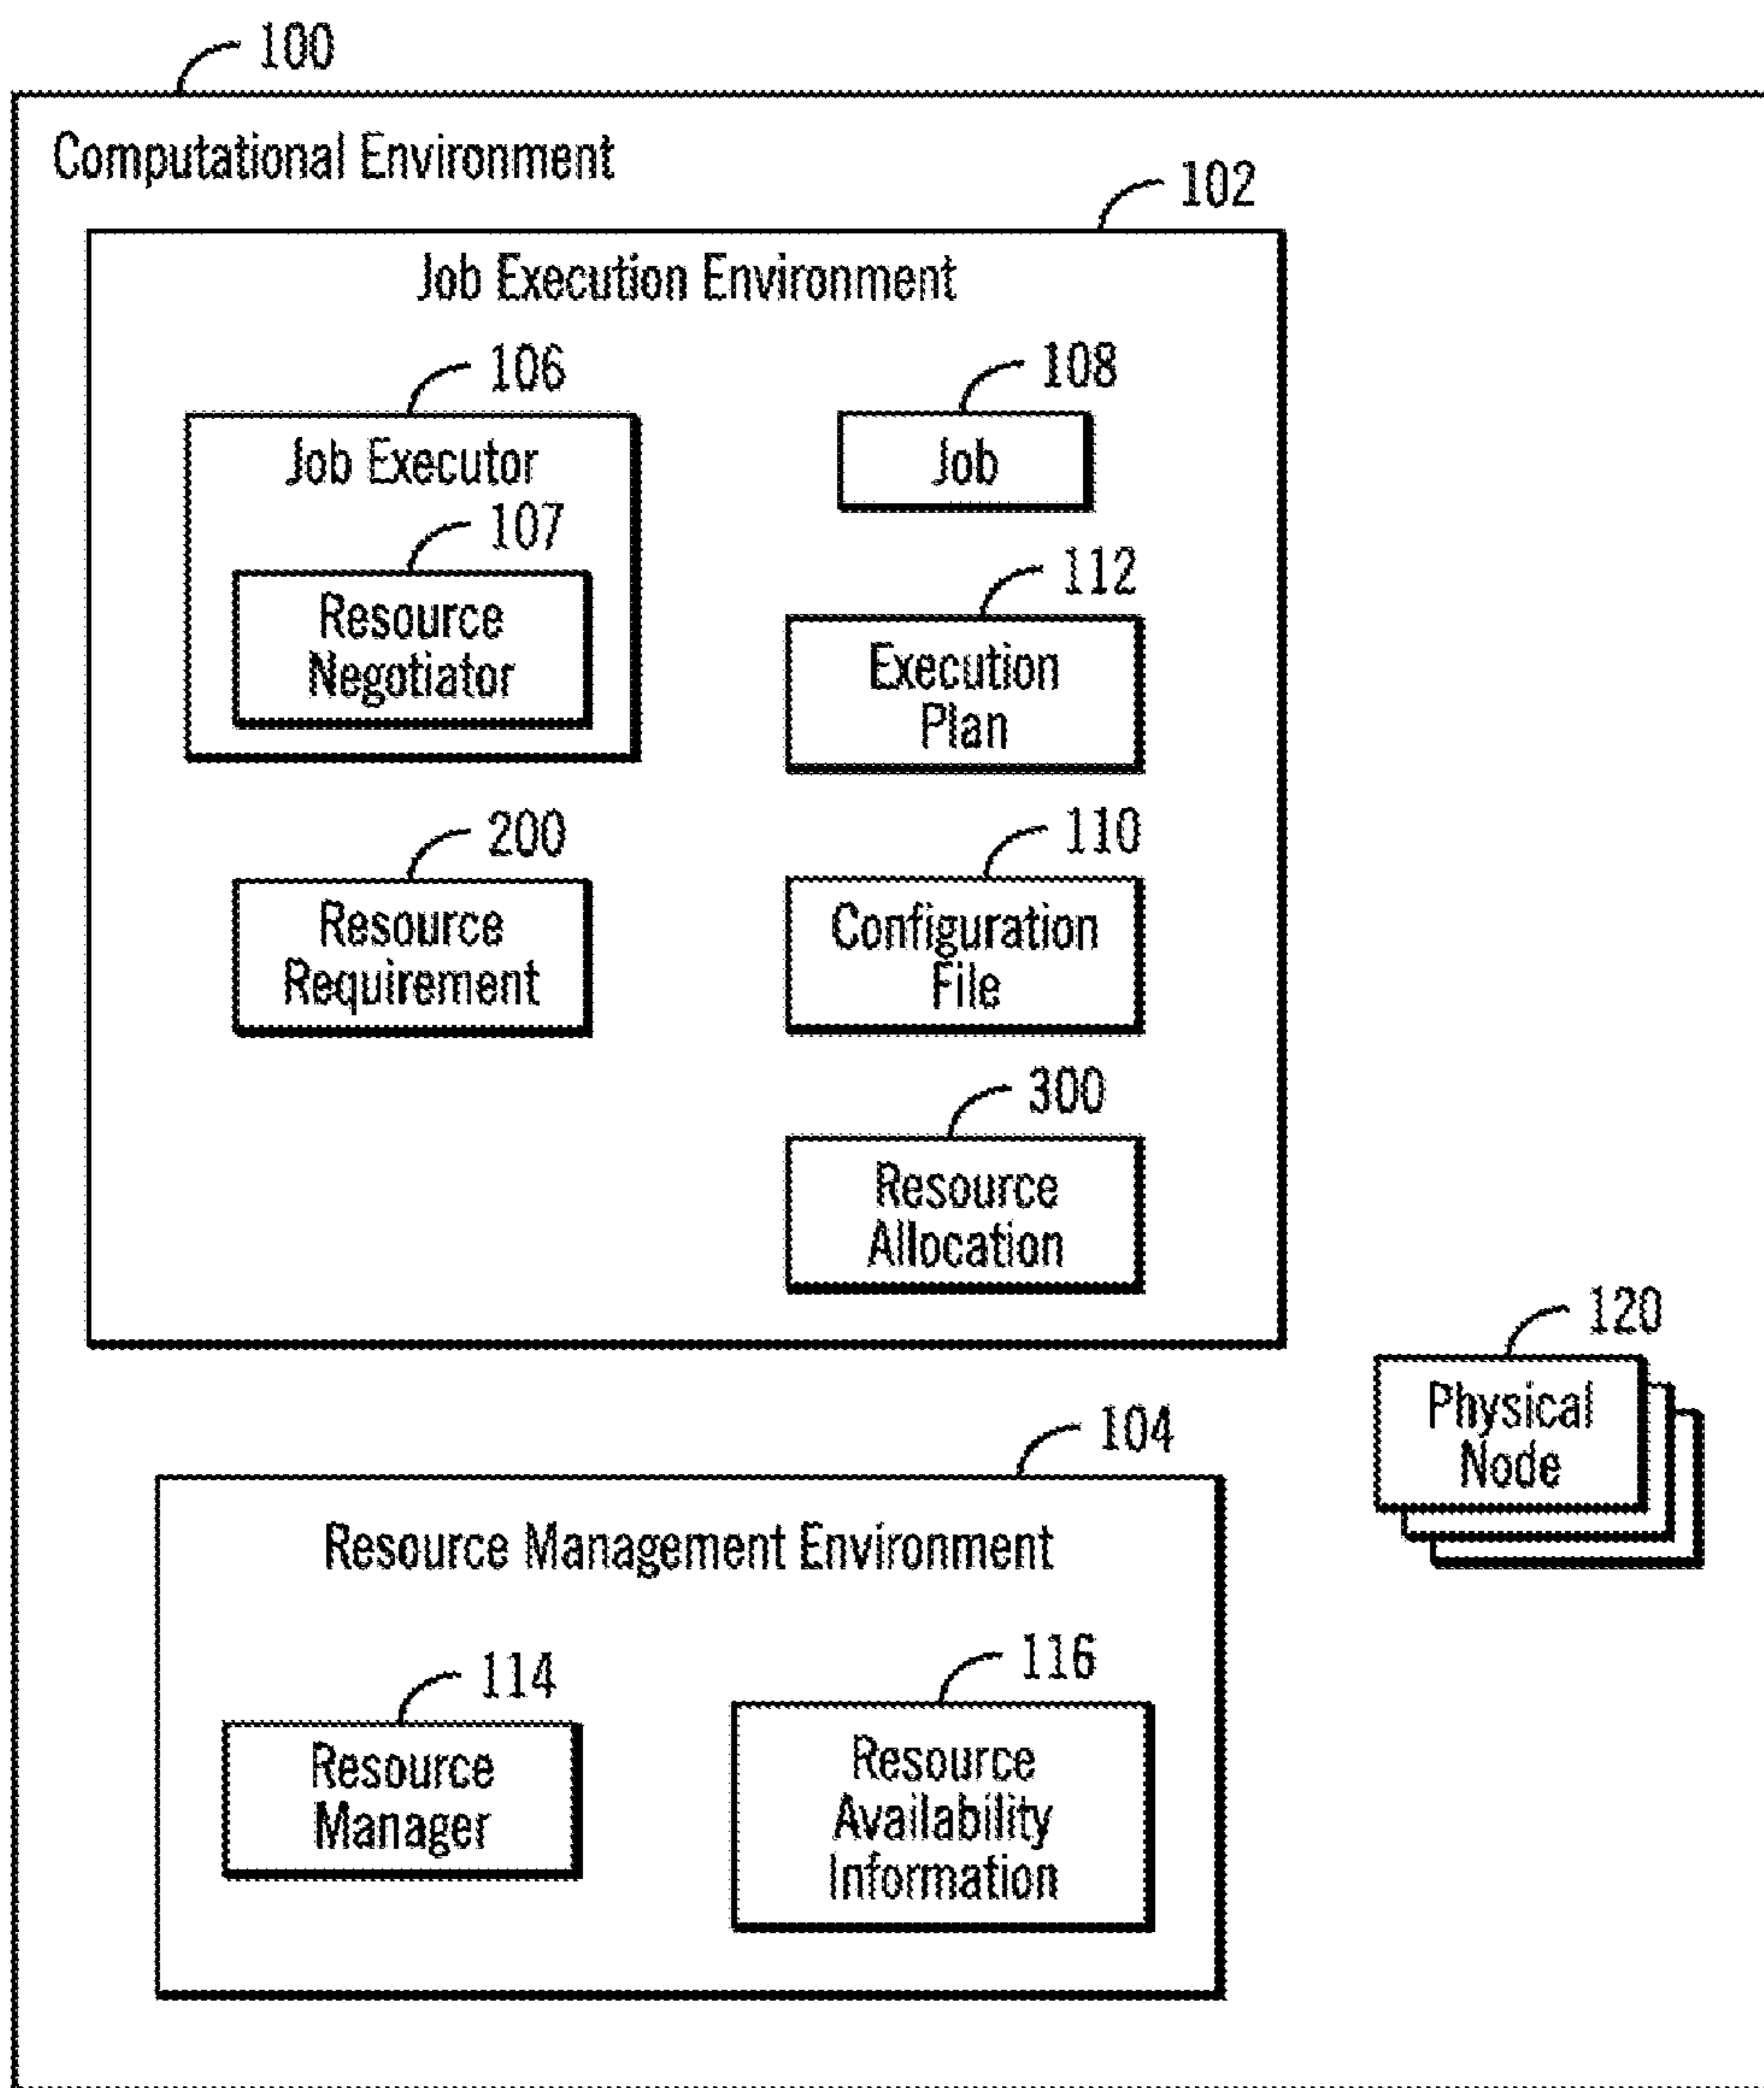 100
Computational Environment
102
Job Execution Environment
106
108
Job Executor
Job
107
112
Resource
Negotiator
Execution
Plan
200
110
Resource
Requirement
Configuration
File
300
Resource
Allocation
120
Physical
Node
104
Resource Management Environment
114
116
Resource
Manager
Resource
Availability
Information